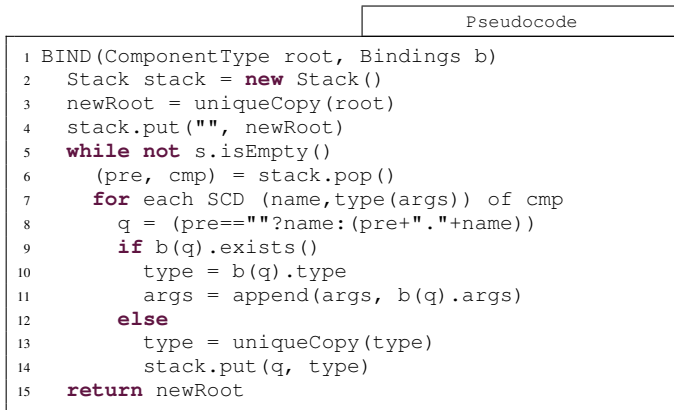 Pseudocode
1 BIND(ComponentType root, Bindings b)
2   Stack stack = new Stack()
3   newRoot = uniqueCopy(root)
4   stack.put("", newRoot)
5   while not s.isEmpty()
6     (pre, cmp) = stack.pop()
7     for each SCD (name,type(args)) of cmp
8       q = (pre==""?name:(pre+"."+name))
9       if b(q).exists()
10         type = b(q).type
11         args = append(args, b(q).args)
12       else
13         type = uniqueCopy(type)
14         stack.put(q, type)
15   return newRoot